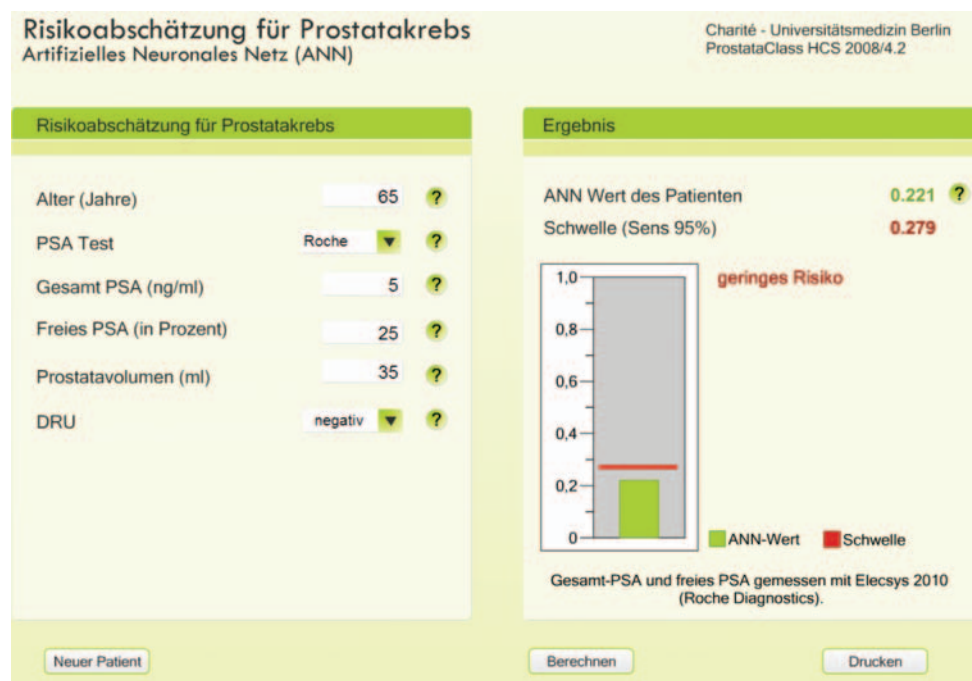 Risikoabschätzung für Prostatakrebs
Artifizielles Neuronales Netz (ANN)
Charité - Universitätsmedizin Berlin
ProstataClass HCS 2008/4.2
Risikoabschätzung für Prostatakrebs
Alter (Jahre) 65 ?
PSA Test Roche ?
Gesamt PSA (ng/ml) 5 ?
Freies PSA (in Prozent) 25 ?
Prostatavolumen (ml) 35 ?
DRU negativ ?
Neuer Patient
Ergebnis
ANN Wert des Patienten 0.221 ?
Schwelle (Sens 95%) 0.279
geringes Risiko
1,0
0,8
0,6
0,4
0,2
0
ANN-Wert Schwelle
Gesamt-PSA und freies PSA gemessen mit Elecsys 2010
(Roche Diagnostics).
Berechnen Drucken